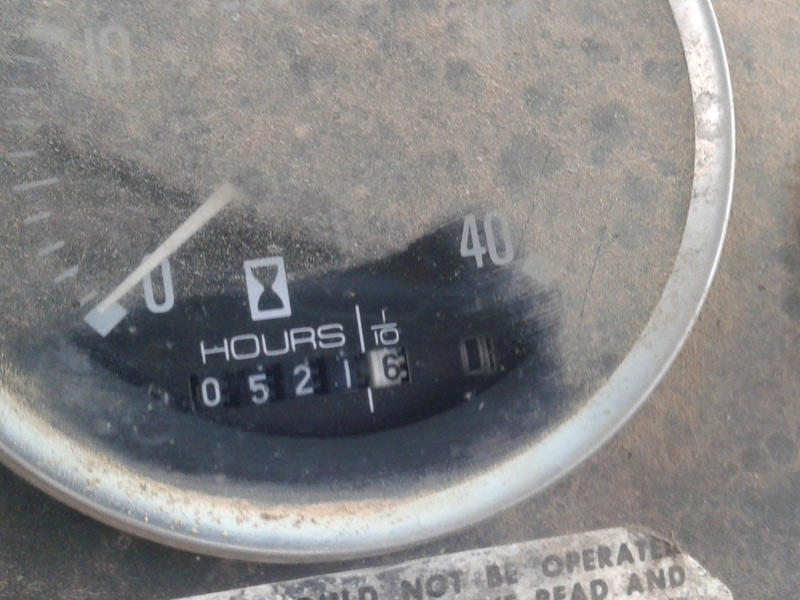 10
0 40
HOURS 1/10
0 5 2 1 6
NOT BE OPERATED
READ AND